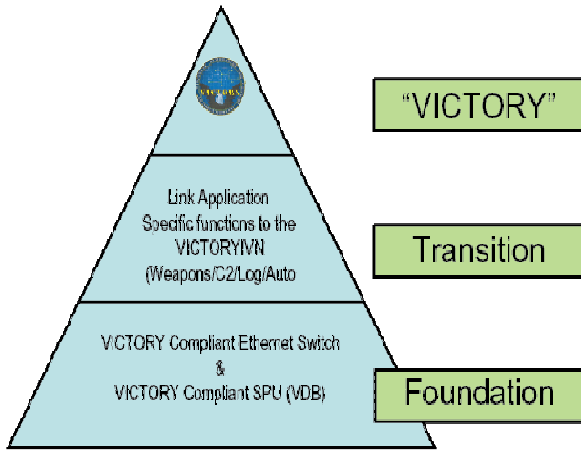 VICTORY
"VICTORY"
Link Application
Specific functions to the
VICTORYIVN
(Weapons/C2/Log/Auto
Transition
VICTORY Compliant Ethernet Switch
&
VICTORY Compliant SPU (VDB)
Foundation